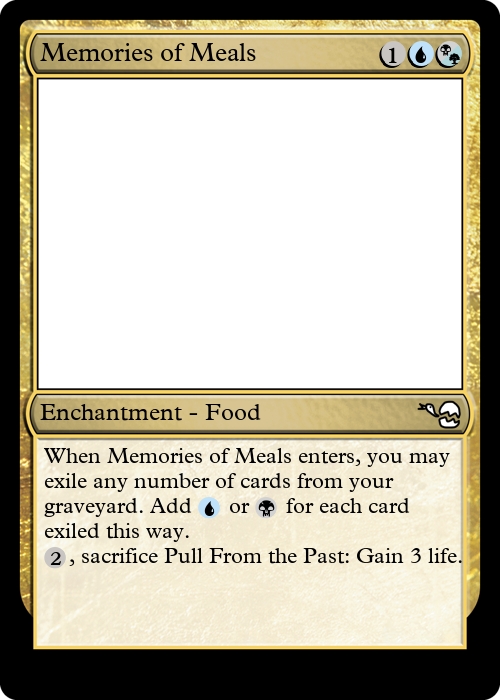 Memories of Meals 1
Enchantment - Food
When Memories of Meals enters, you may
exile any number of cards from your
graveyard. Add or for each card
exiled this way.
2, sacrifice Pull From the Past: Gain 3 life.